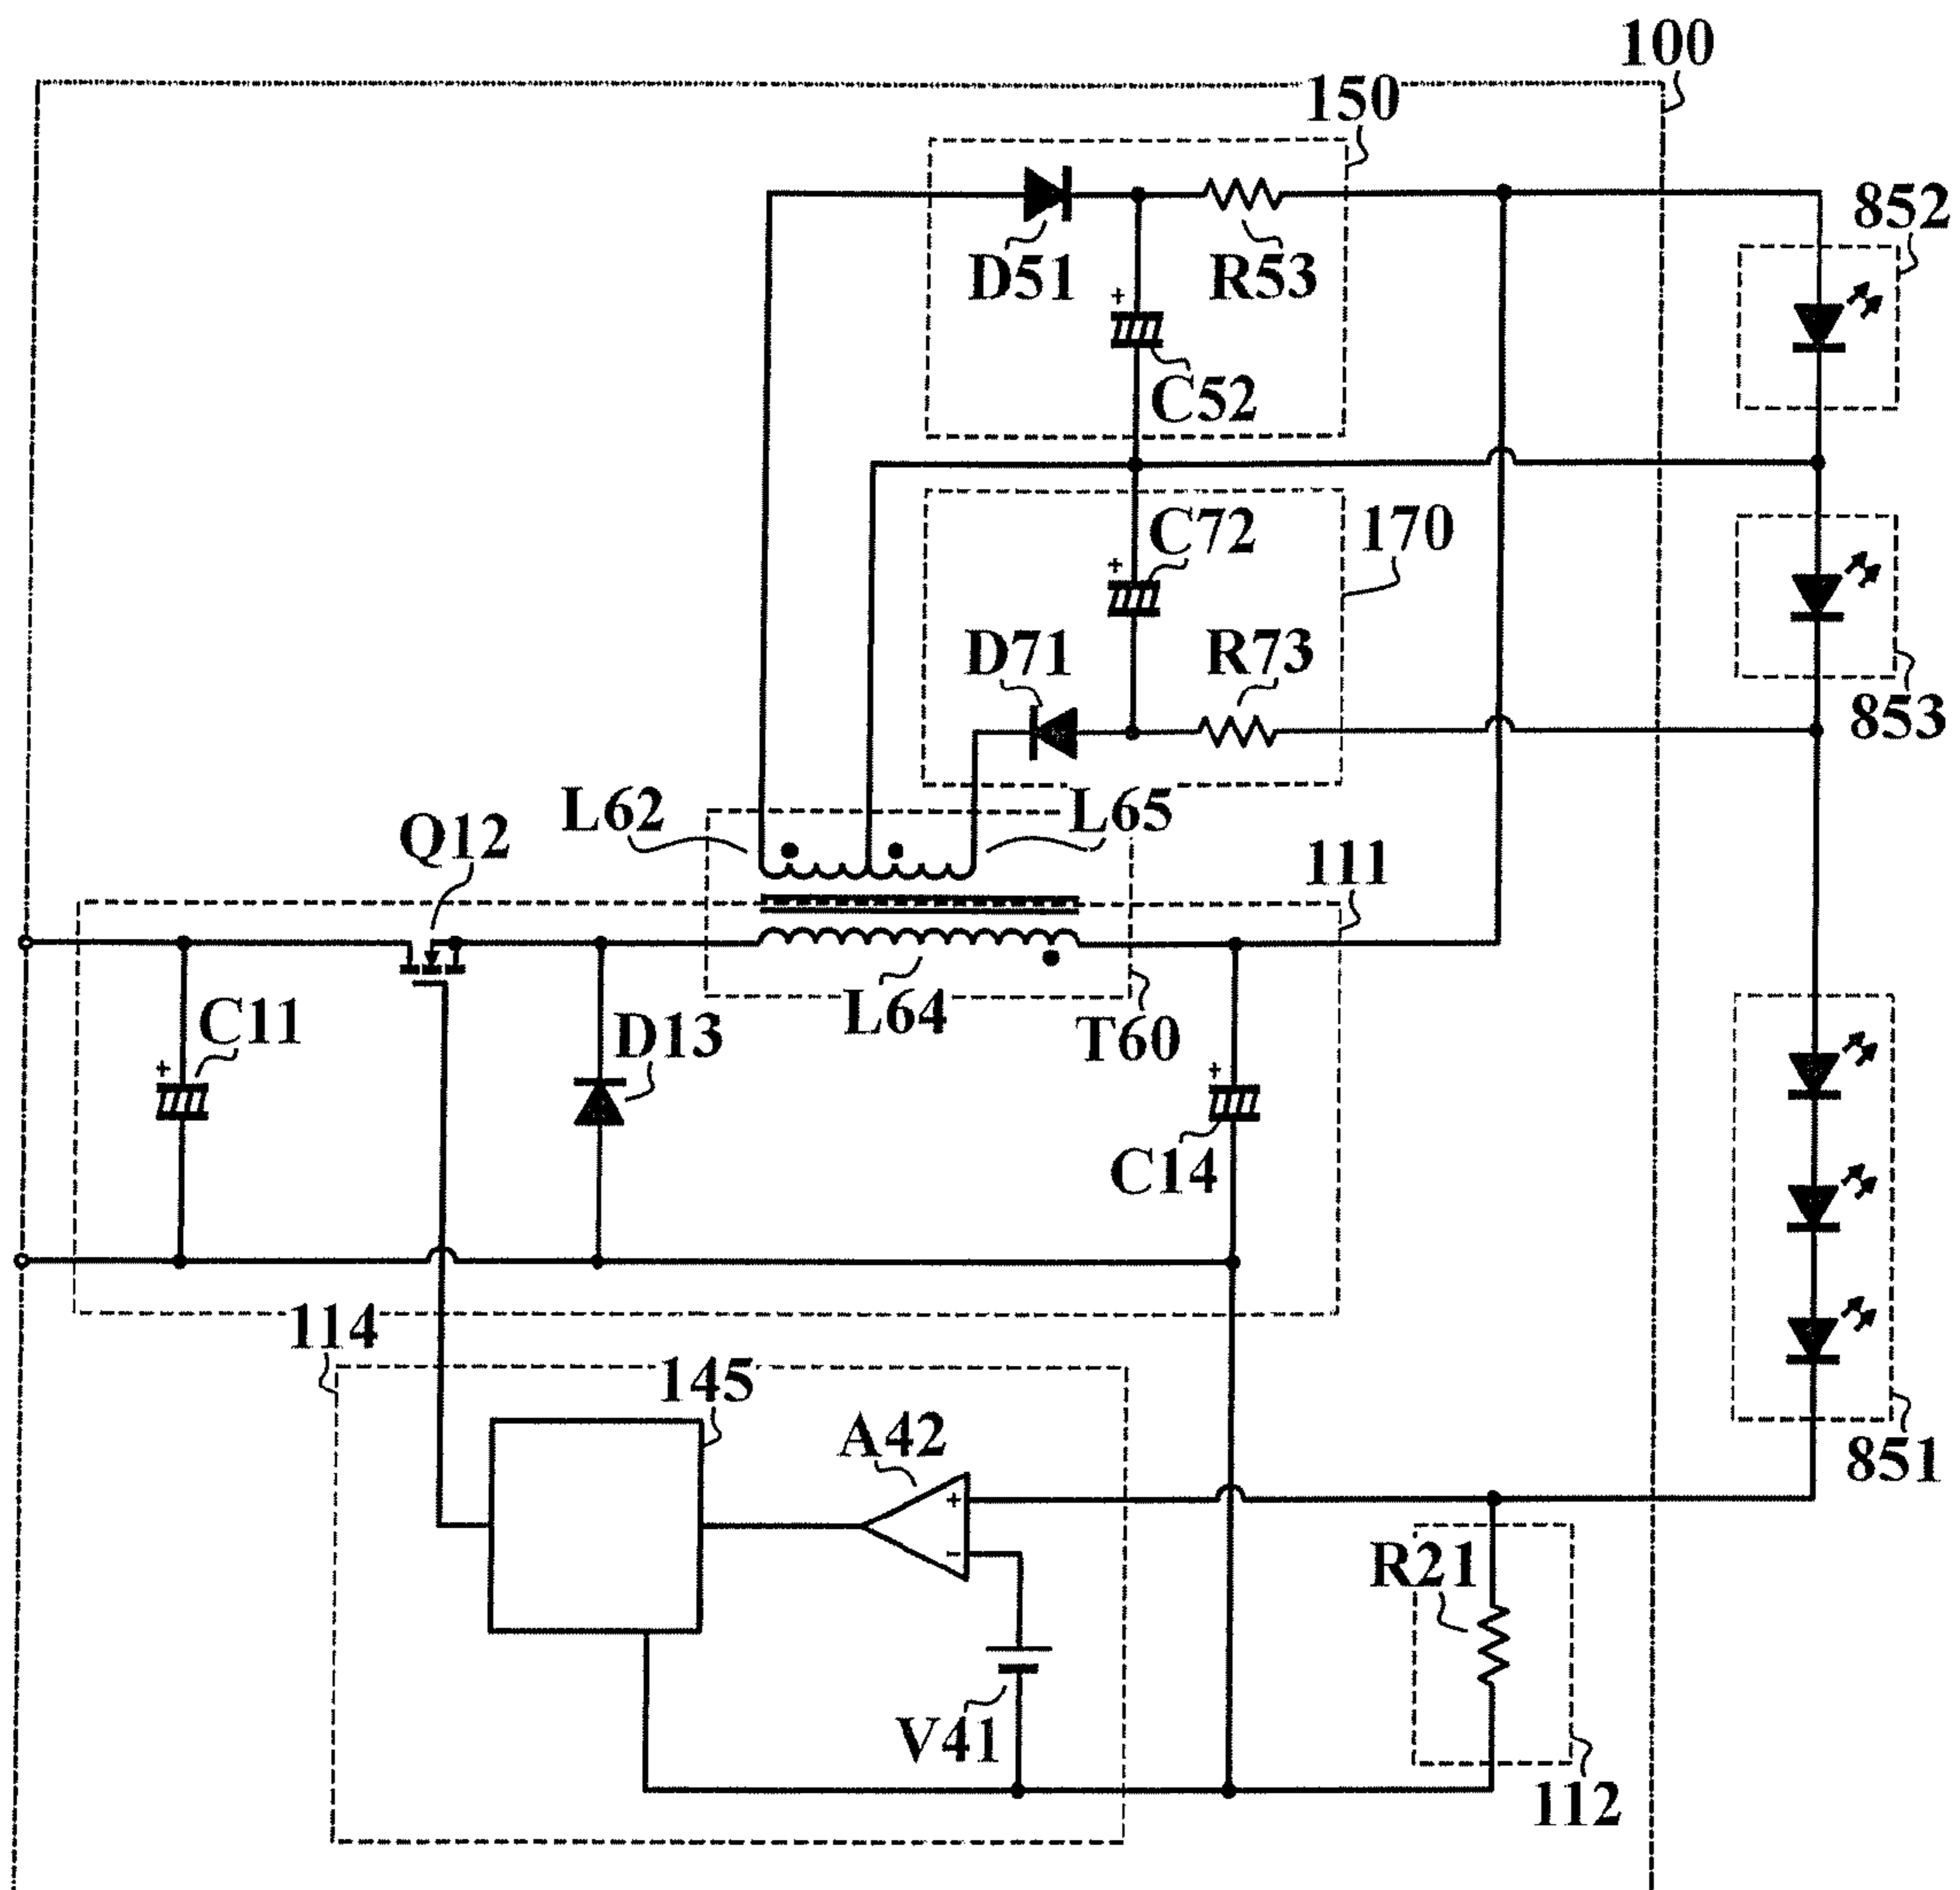 100
150
852
D51
R53
+
C52
C72
170
+
D71
R73
853
L62
L65
Q12
111
C11
L64
D13
T60
+
+
C14
114
145
A42
851
+
−
R21
V41
112